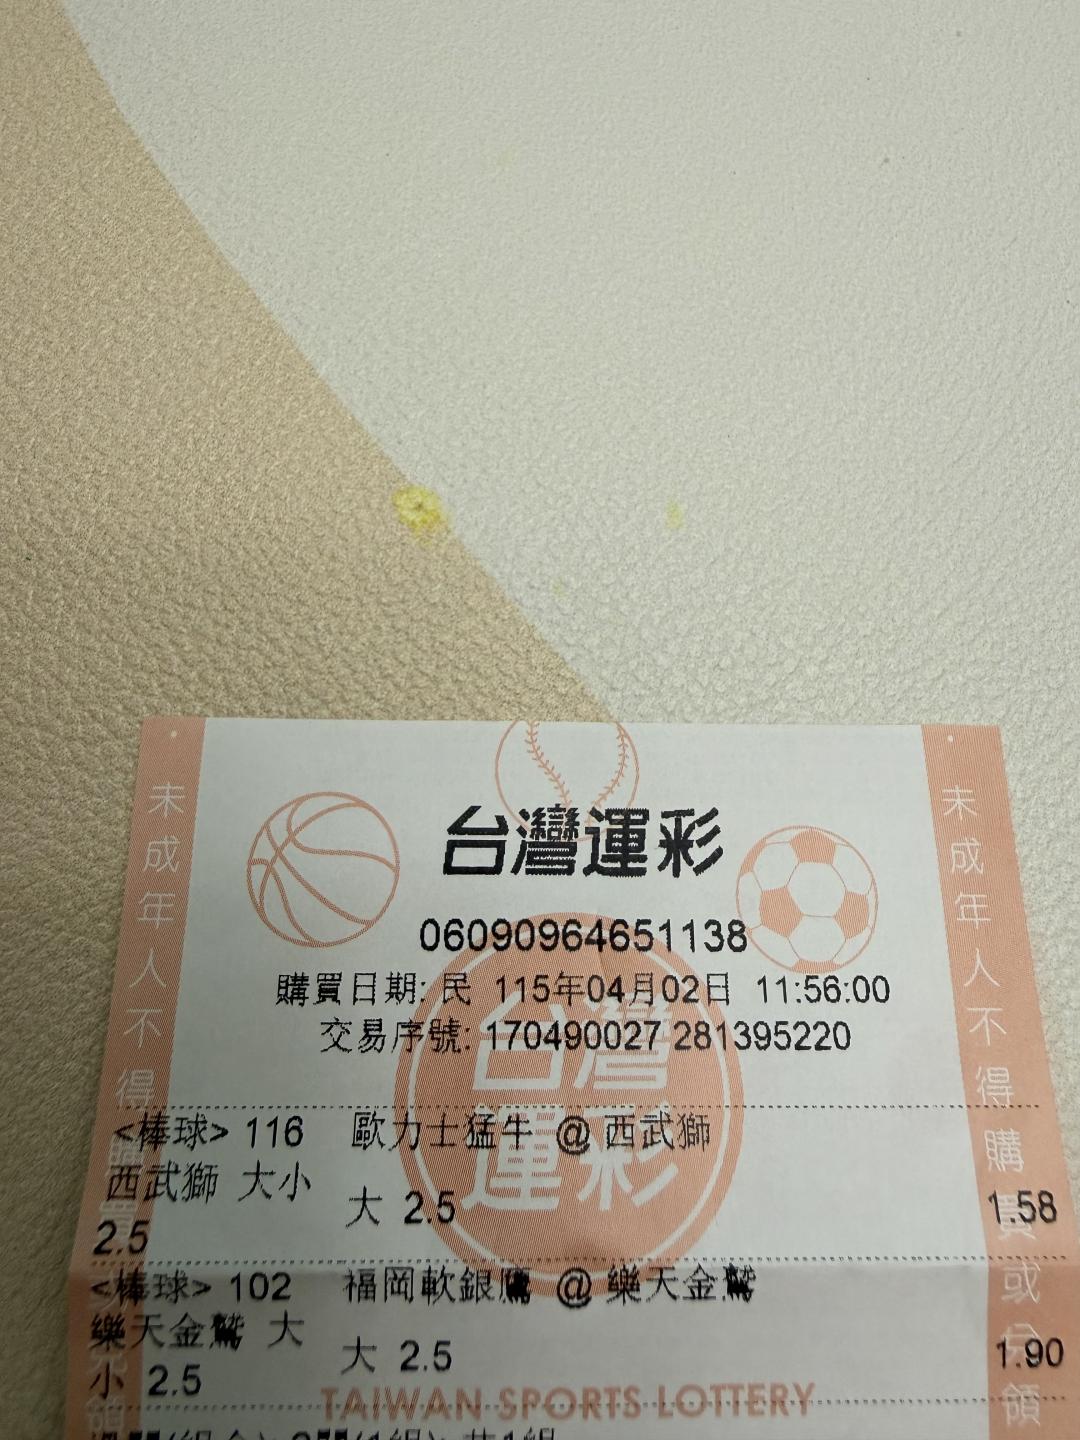 台灣運彩
06090964651138
購買日期: 民 115年04月02日 11:56:00
交易序號: 170490027 281395220
<棒球> 116 歐力士猛牛 @ 西武獅
西武獅 大小 2.5 大 2.5 1.58
<棒球> 102 福岡軟銀鷹 @ 樂天金鷲
樂天金鷲 大小 2.5 大 2.5 1.90
TAIWAN SPORTS LOTTERY
台灣運彩
未成年人不得購買或
未成年人不得購買或兌領